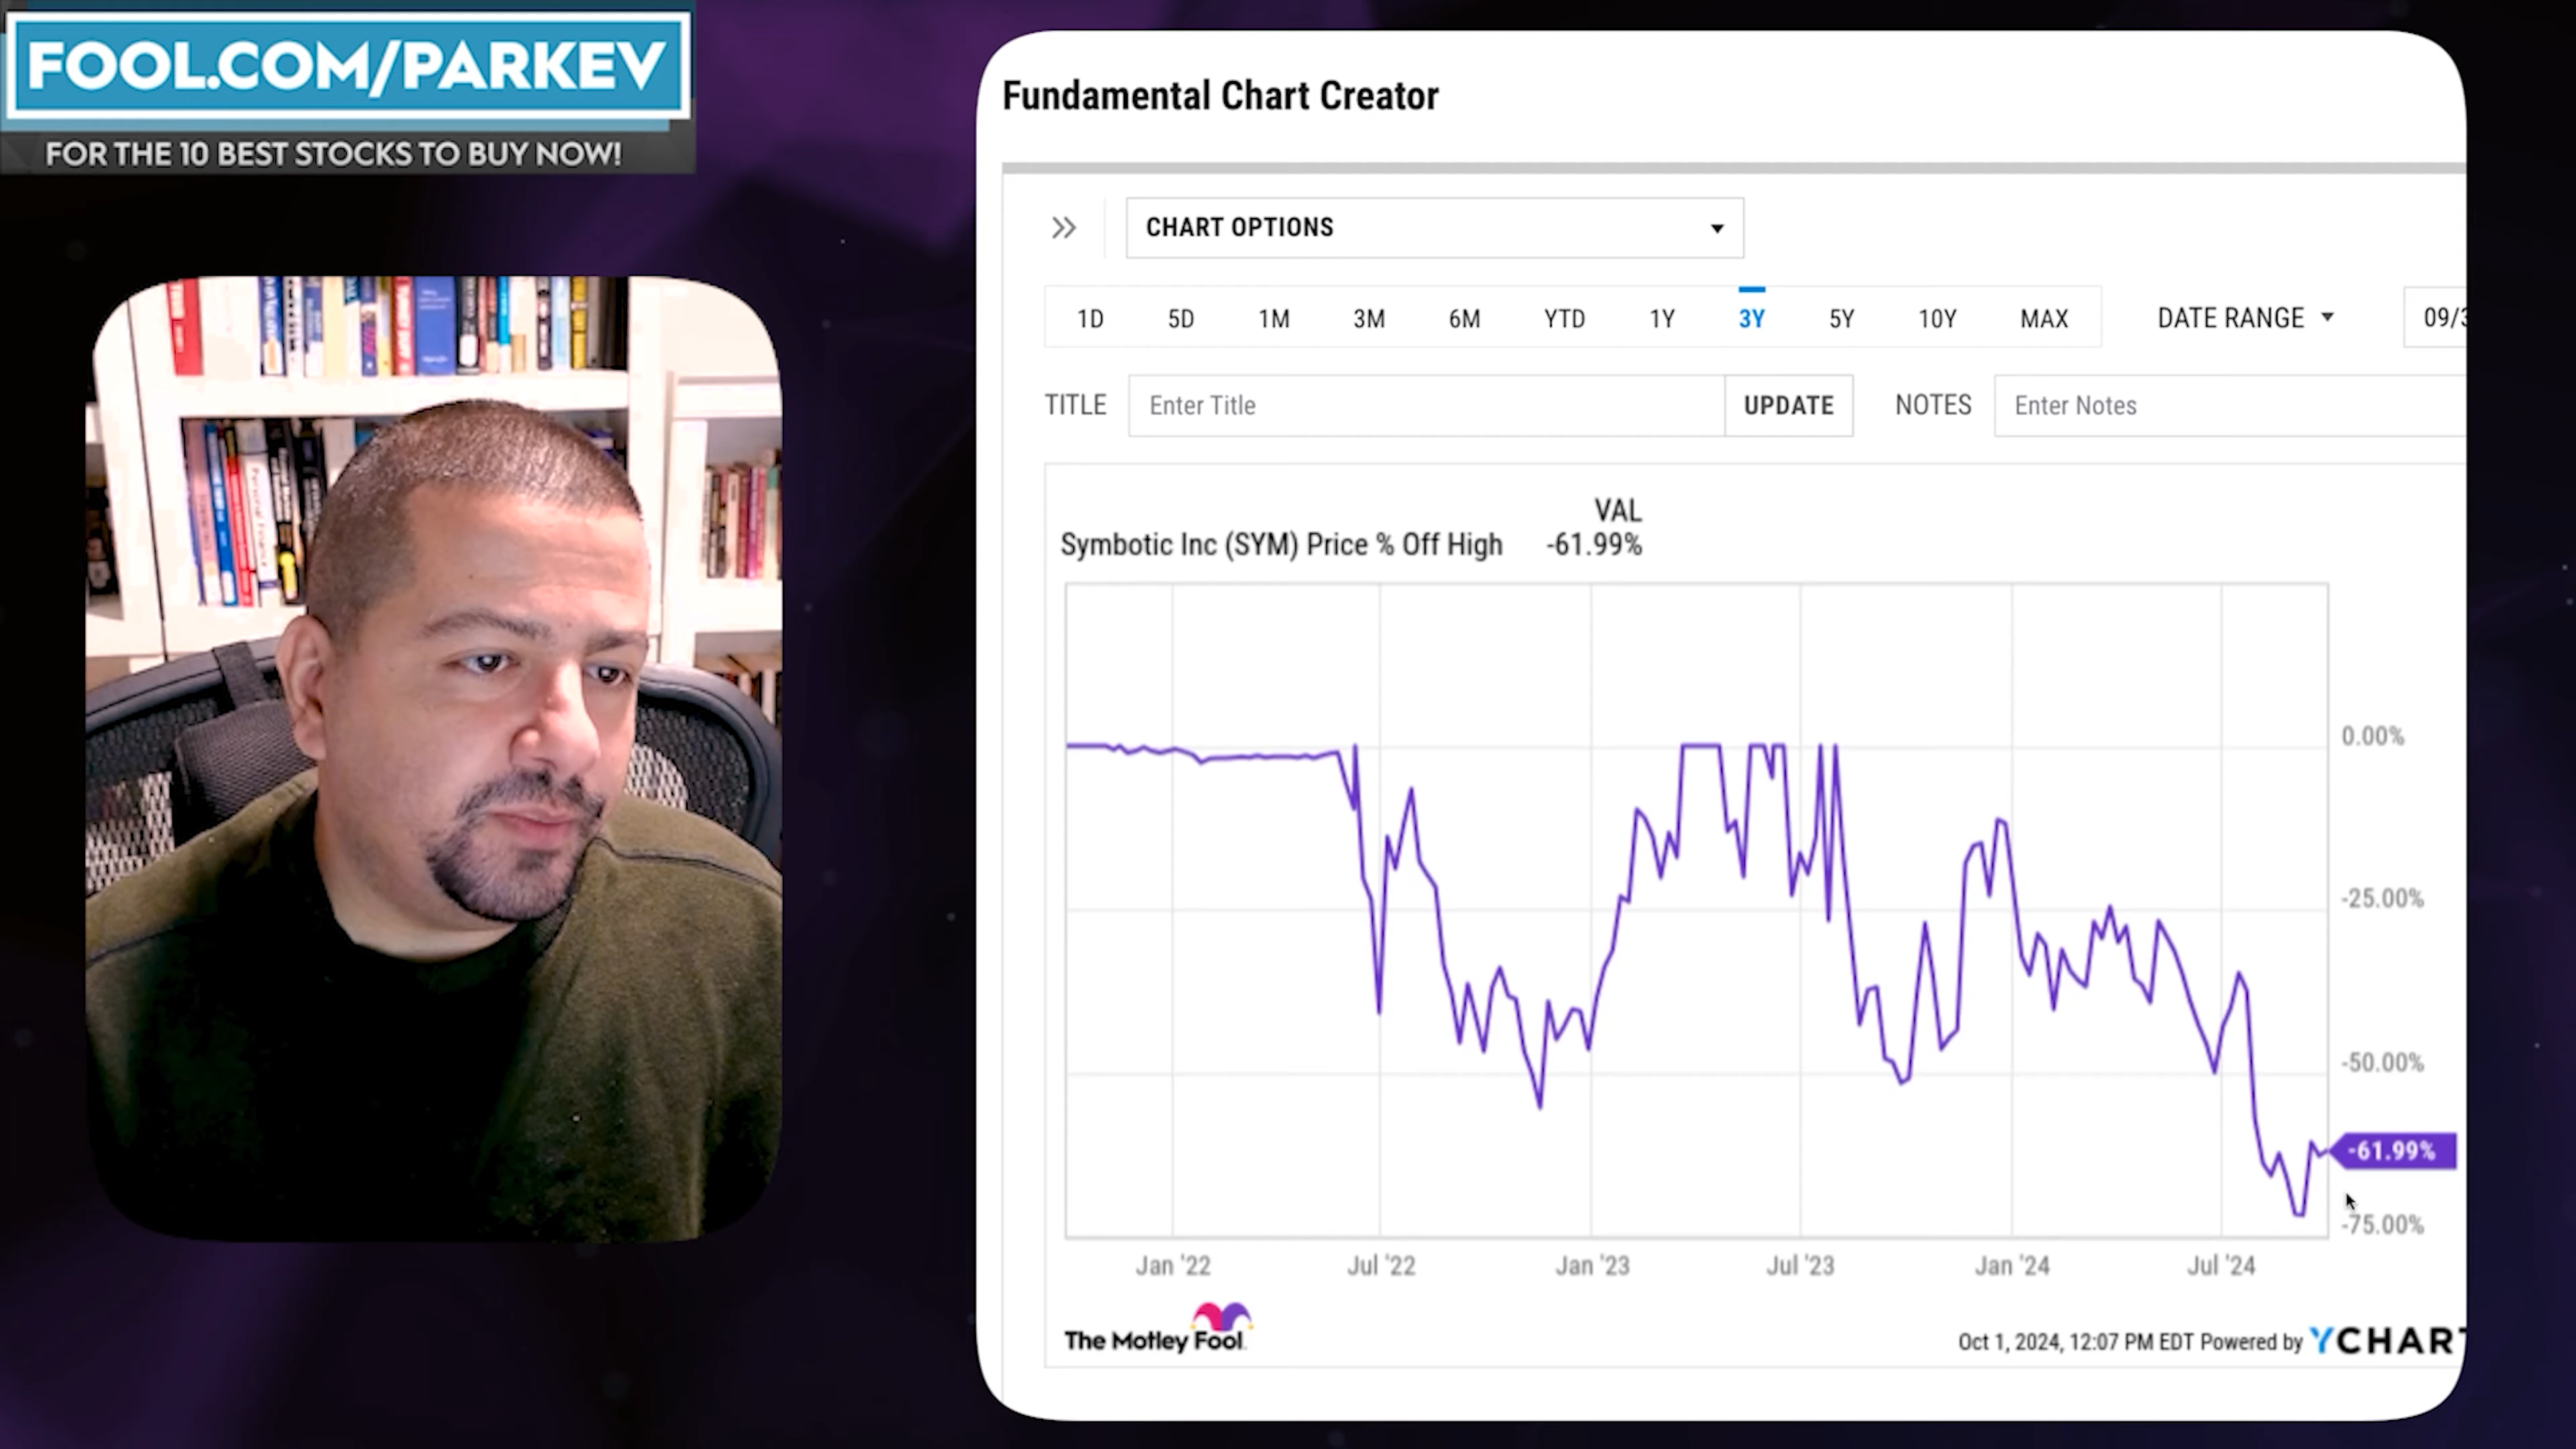 FOOL.COM/PARKEV
FOR THE 10 BEST STOCKS TO BUY NOW!
Fundamental Chart Creator
CHART OPTIONS
1D 5D 1M 3M 6M YTD 1Y 3Y 5Y 10Y MAX DATE RANGE 09/3
TITLE Enter Title UPDATE NOTES Enter Notes
VAL
Symbotic Inc (SYM) Price % Off High -61.99%
0.00%
-25.00%
-50.00%
-61.99%
-75.00%
Jan '22 Jul '22 Jan '23 Jul '23 Jan '24 Jul '24
The Motley Fool
Oct 1, 2024, 12:07 PM EDT Powered by YCHART